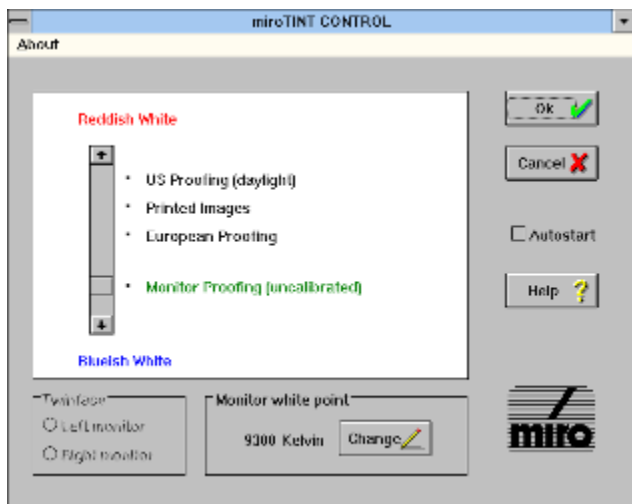 miroTINT CONTROL
About
Reddish White
US Proofing (daylight)
Printed Images
European Proofing
Monitor Proofing (uncalibrated)
Blueish White
Ok
Cancel
Autostart
Help
Twinface
Left monitor
Right monitor
Monitor white point
9300 Kelvin
Change
miro